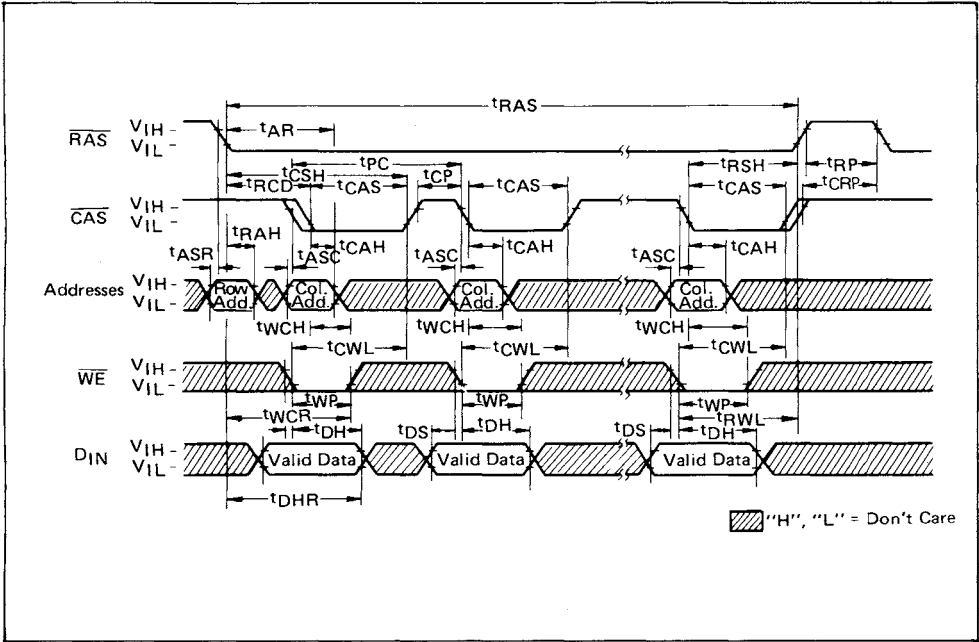 tRAS
RAS VIH -
VIL -
tAR
tPC
tRSH
tRP
tCSH
tCP
tRCD
tCAS
tCAS
tCAS
tCRP
CAS VIH -
VIL -
tRAH
tCAH
tCAH
tCAH
tASR
tASC
tASC
tASC
Addresses VIH-
VIL-
Row Add.
Col. Add.
Col. Add.
Col. Add.
tWCH
tWCH
tWCH
tCWL
tCWL
tCWL
WE VIH -
VIL -
tWP
tWP
tWP
tWCR
tRWL
tDH
tDS
tDH
tDS
tDH
DIN VIH -
VIL -
Valid Data
Valid Data
Valid Data
tDHR
"H", "L" = Don't Care